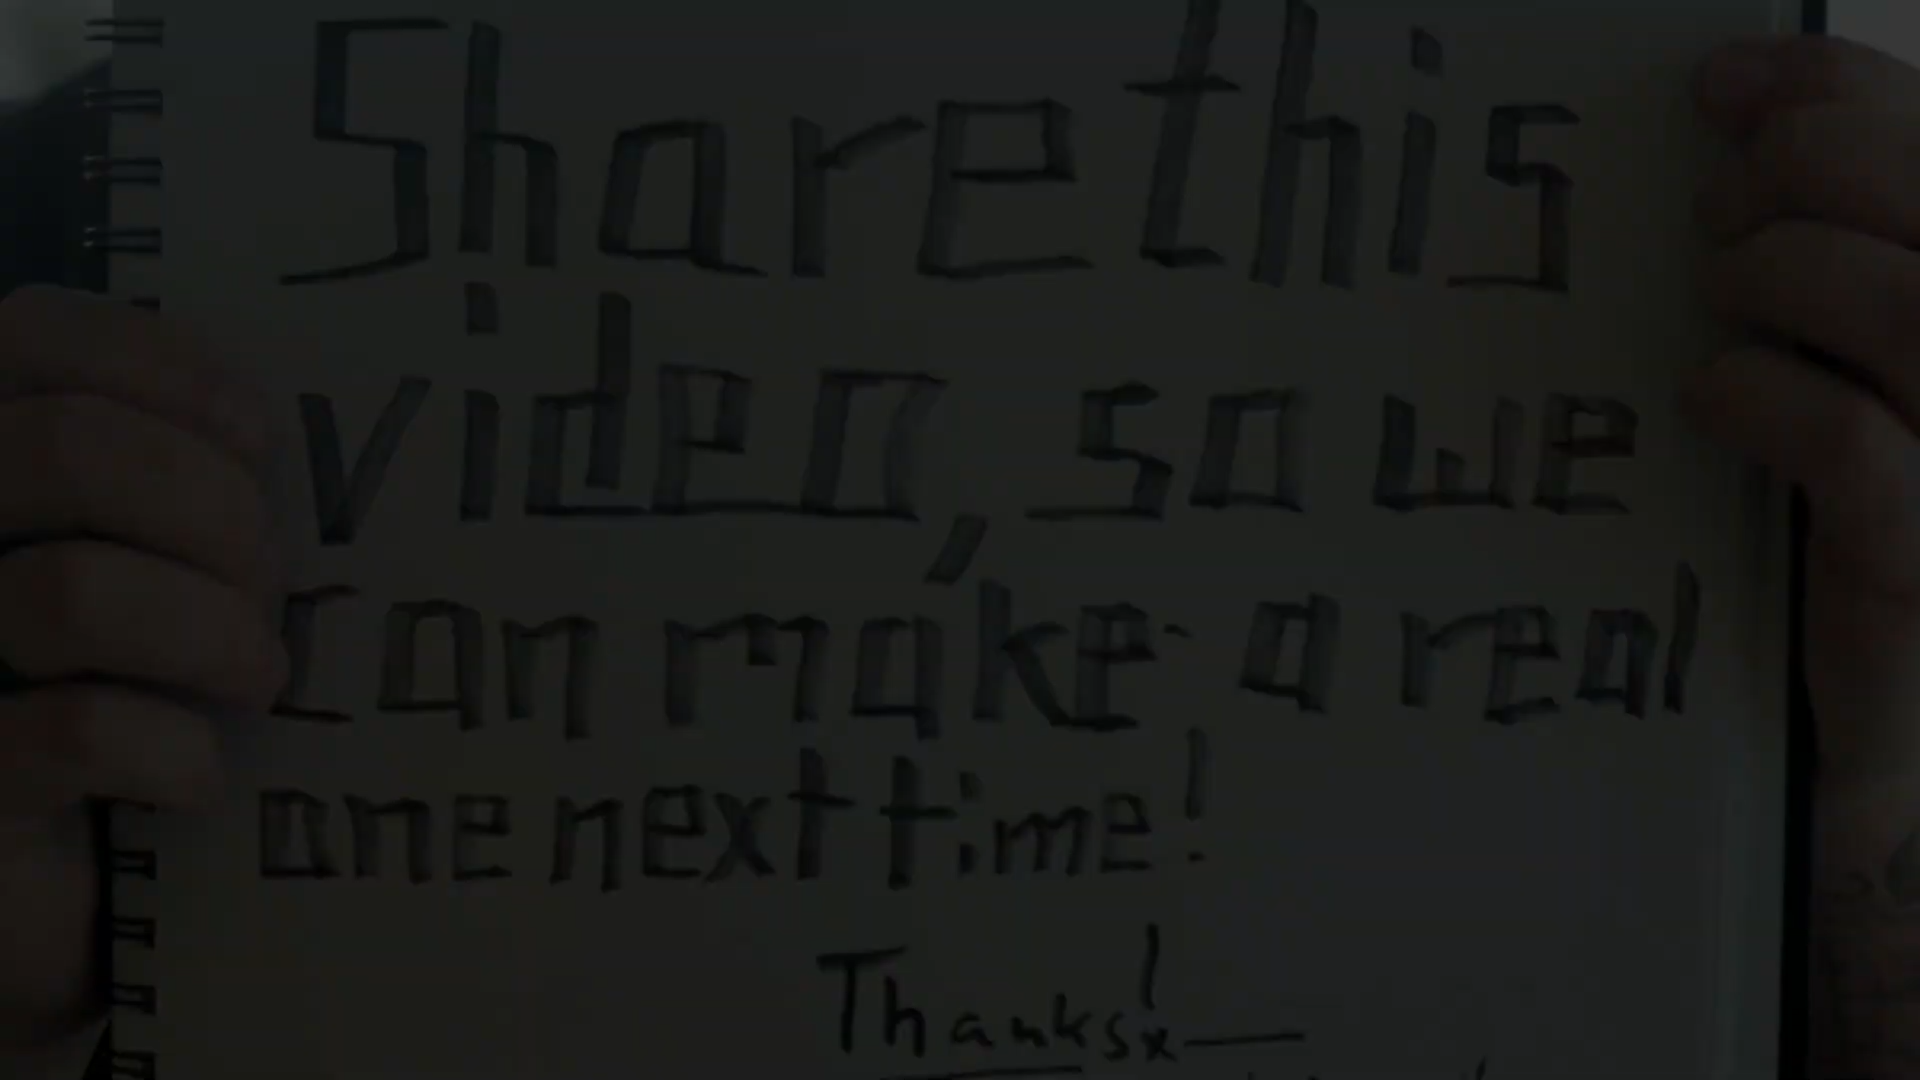 Share this
video, so we
can make a real
one next time!
Thanks! x